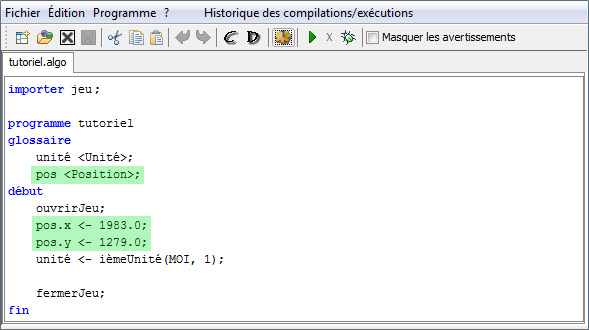 Fichier Édition Programme ? Historique des compilations/exécutions
C D X Masquer les avertissements
tutoriel.algo
importer jeu;
programme tutoriel
glossaire
unité <Unité>;
pos <Position>;
début
ouvrirJeu;
pos.x <- 1983.0;
pos.y <- 1279.0;
unité <- ièmeUnité(MOI, 1);
fermerJeu;
fin